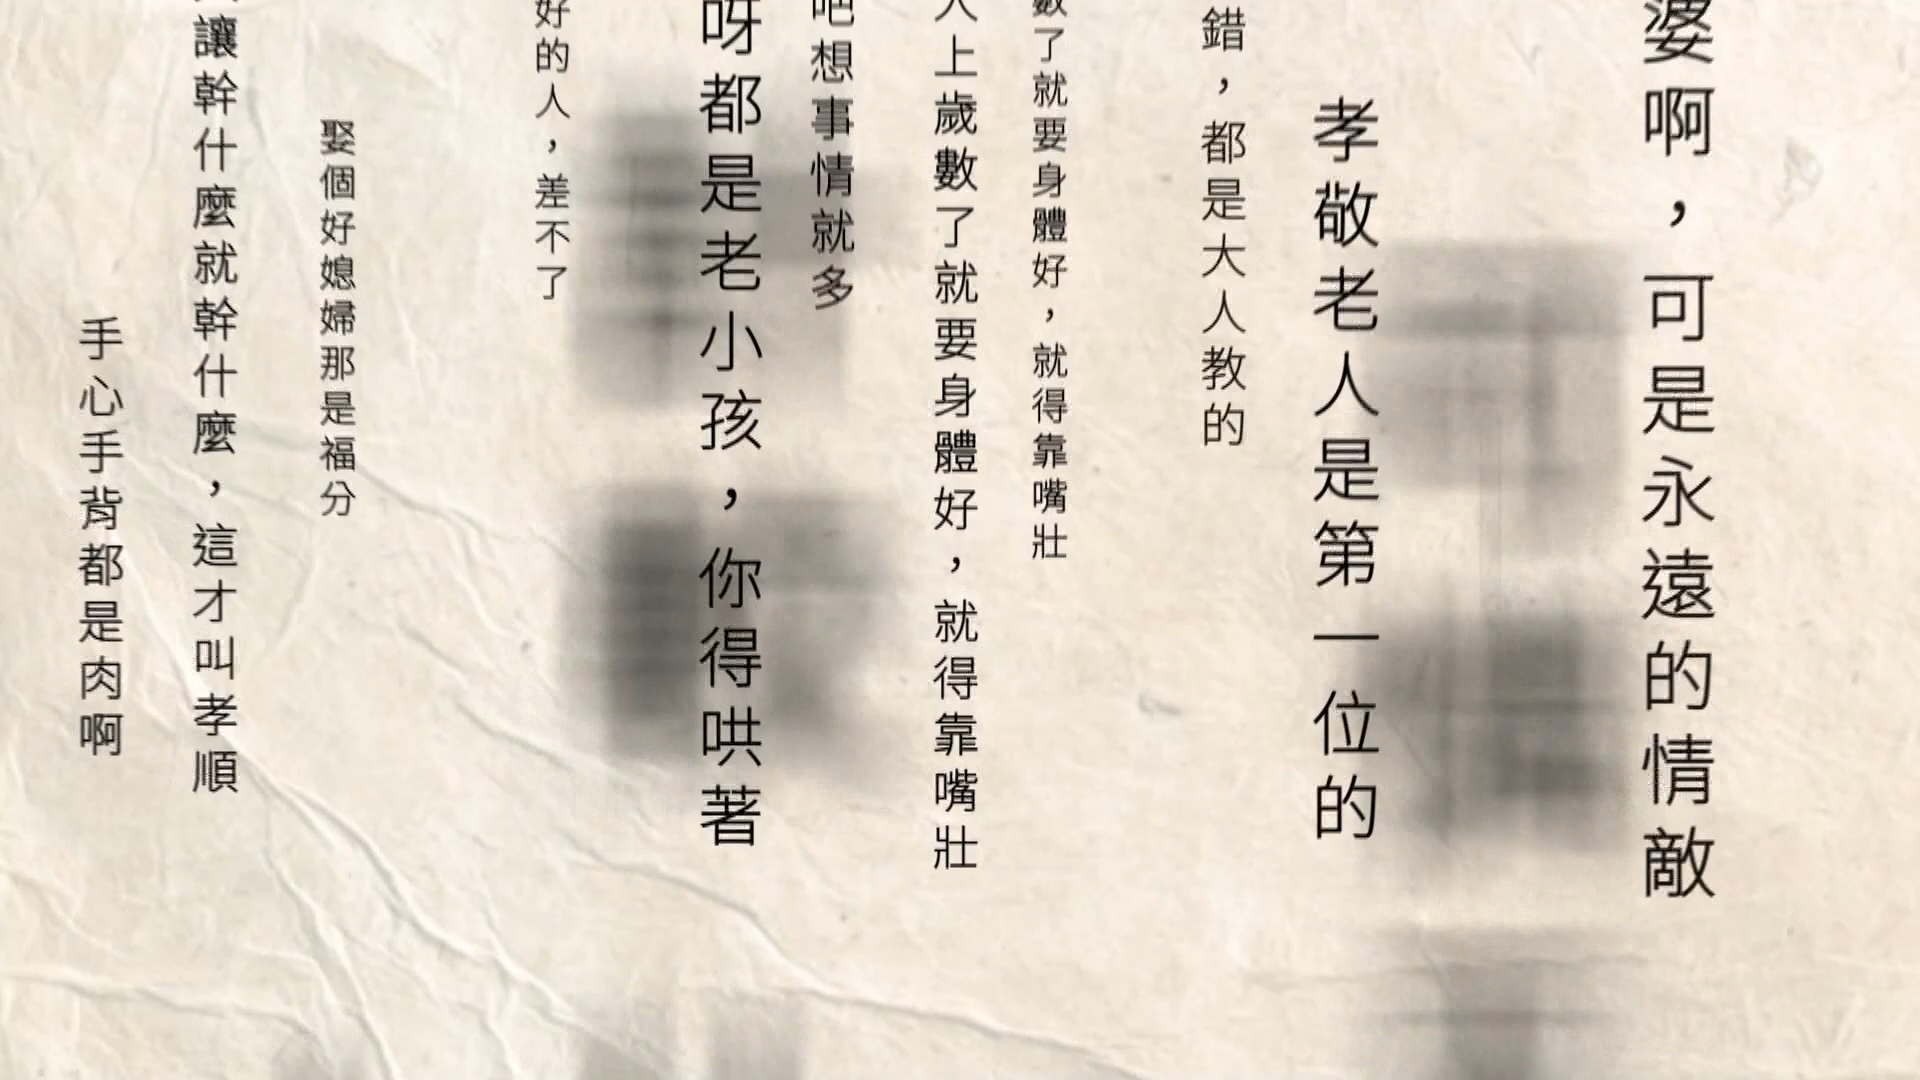 婆啊，可是永遠的情敵
孝敬老人是第一位的
錯，都是大人教的
數了就要身體好，就得靠嘴壯
人上歲數了就要身體好，就得靠嘴壯
吧想事情就多
呀都是老小孩，你得哄著
好的人，差不了
娶個好媳婦那是福分
讓幹什麼就幹什麼，這才叫孝順
手心手背都是肉啊